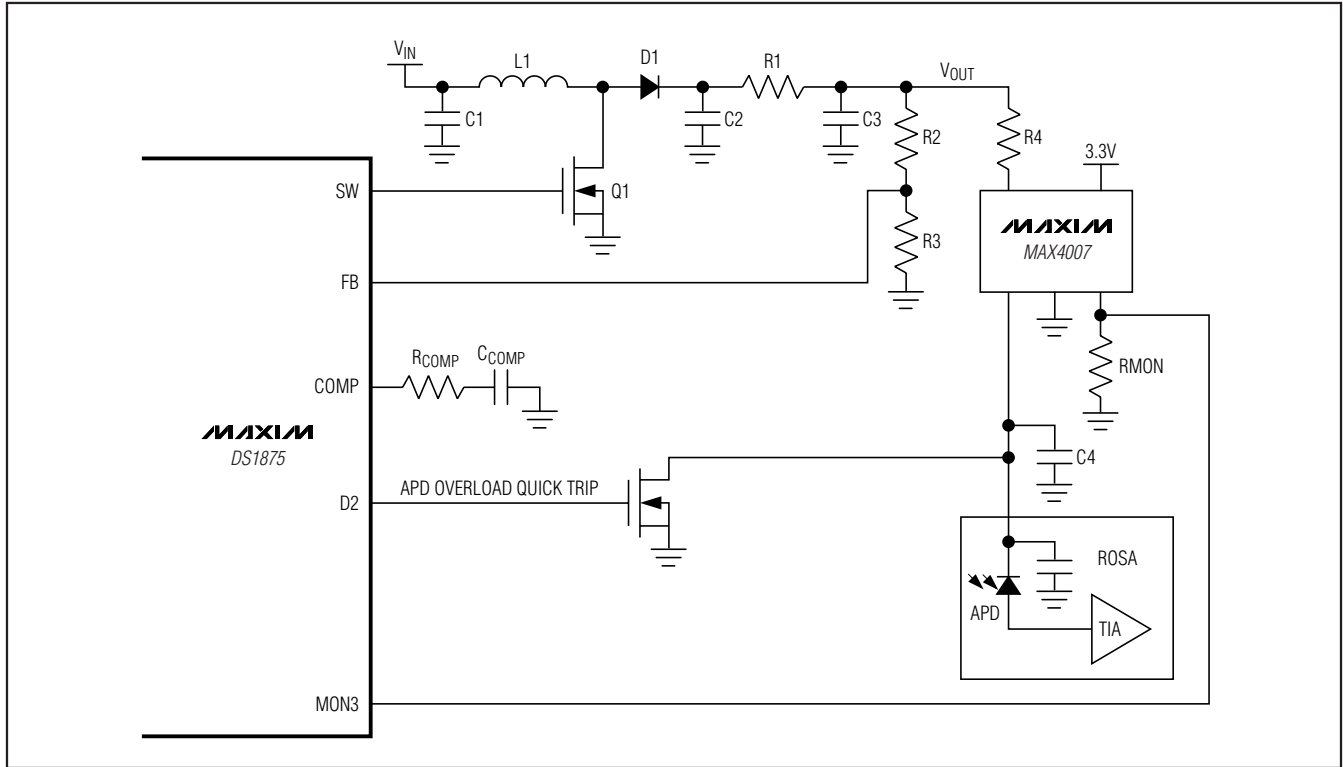 VIN
L1
D1
R1
VOUT
C1
C2
C3
R2
R4
3.3V
SW
Q1
MAXIM
MAX4007
R3
FB
RCOMP
CCOMP
COMP
RMON
MAXIM
DS1875
C4
D2
APD OVERLOAD QUICK TRIP
ROSA
APD
TIA
MON3